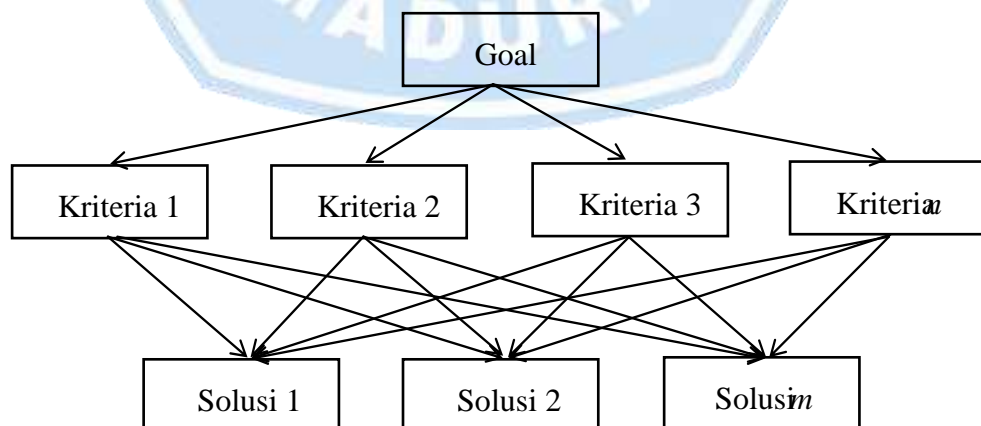 Goal
Kriteria 1 Kriteria 2 Kriteria 3 Kriteria n
Solusi 1 Solusi 2 Solusi m